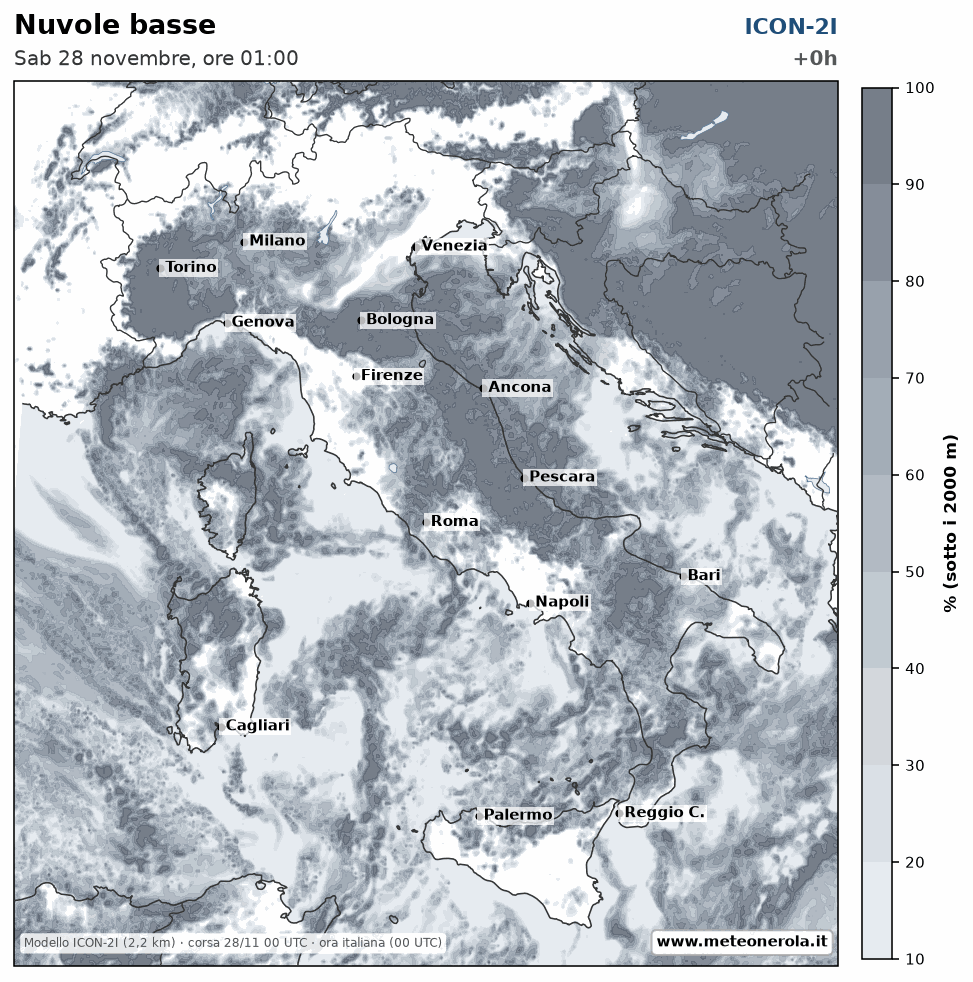 Nuvole basse
ICON-2I
Sab 28 novembre, ore 01:00
+0h
Milano
Venezia
Torino
Genova
Bologna
Firenze
Ancona
Pescara
Roma
Bari
Napoli
Cagliari
Palermo
Reggio C.
100
90
80
70
60
50
40
30
20
10
% (sotto i 2000 m)
Modello ICON-2I (2,2 km) · corsa 28/11 00 UTC · ora italiana (00 UTC)
www.meteonerola.it